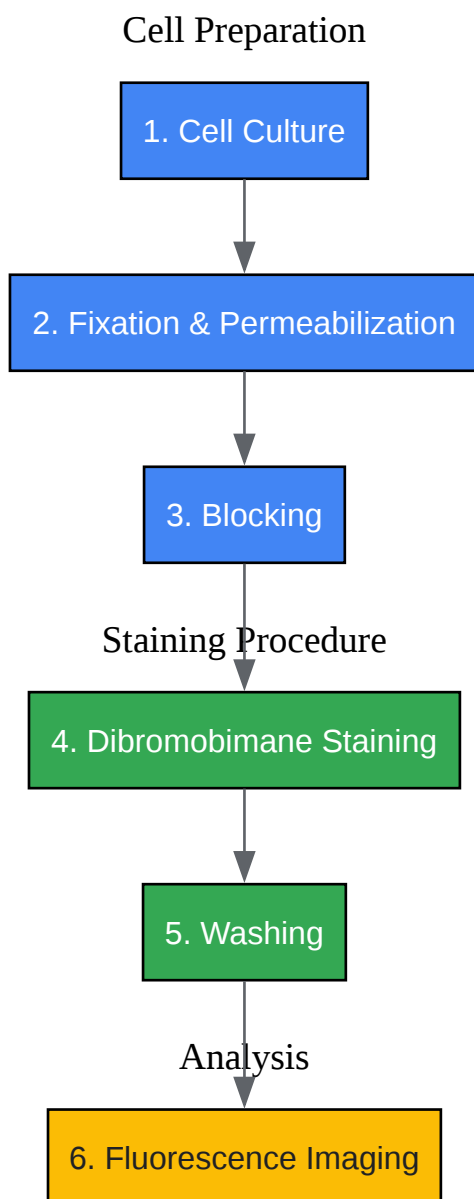 Cell Preparation
1. Cell Culture
2. Fixation & Permeabilization
3. Blocking
Staining Procedure
4. Dibromobimane Staining
5. Washing
Analysis
6. Fluorescence Imaging